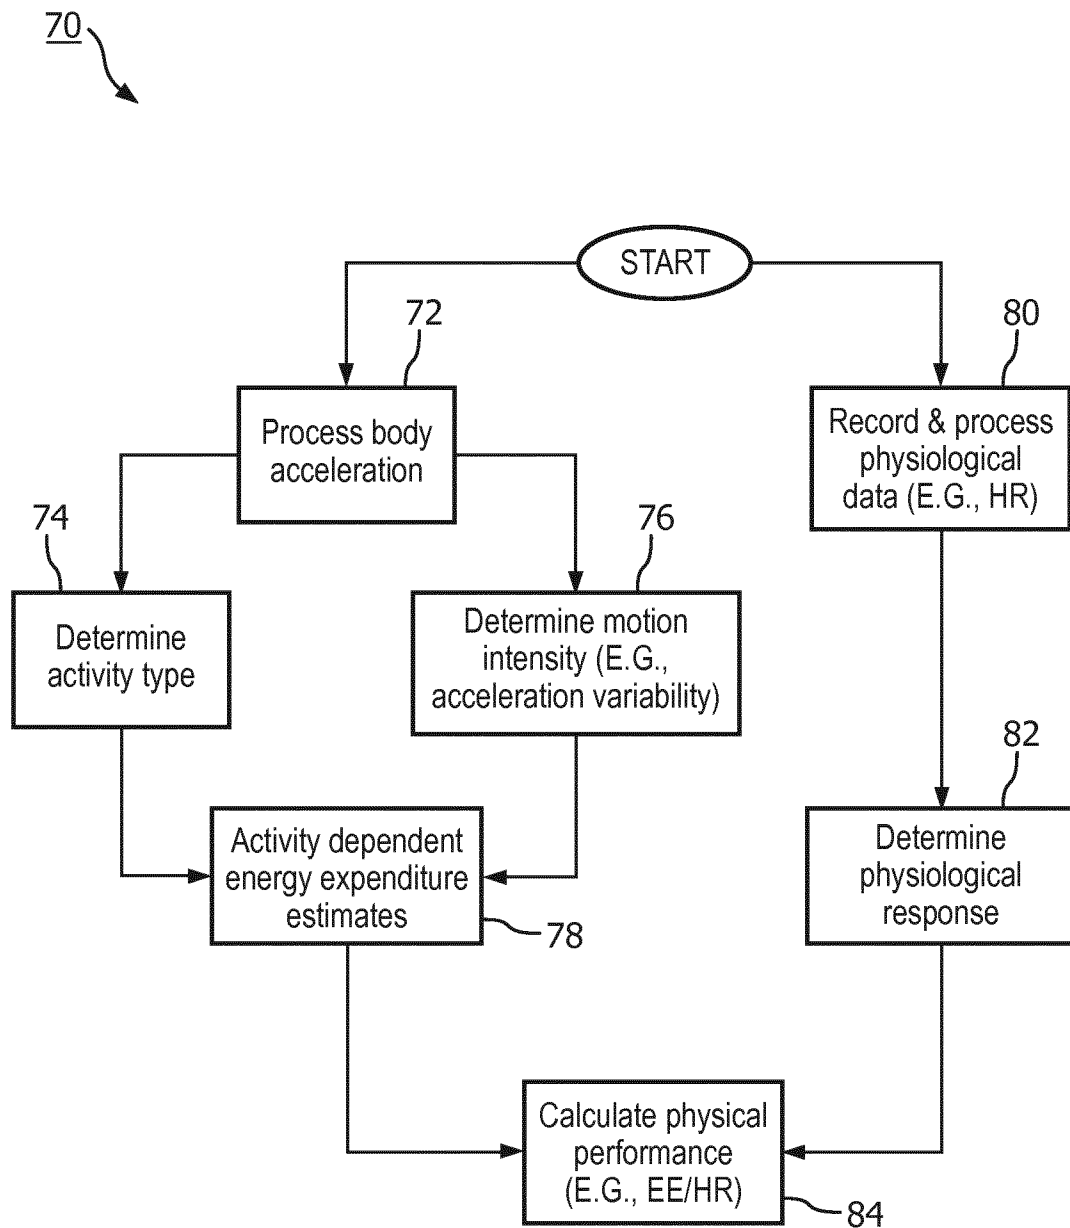 70
START
72
80
Process body
acceleration
Record & process
physiological
data (E.G., HR)
74
76
Determine
activity type
Determine motion
intensity (E.G.,
acceleration variability)
82
Activity dependent
energy expenditure
estimates
78
Determine
physiological
response
Calculate physical
performance
(E.G., EE/HR)
84